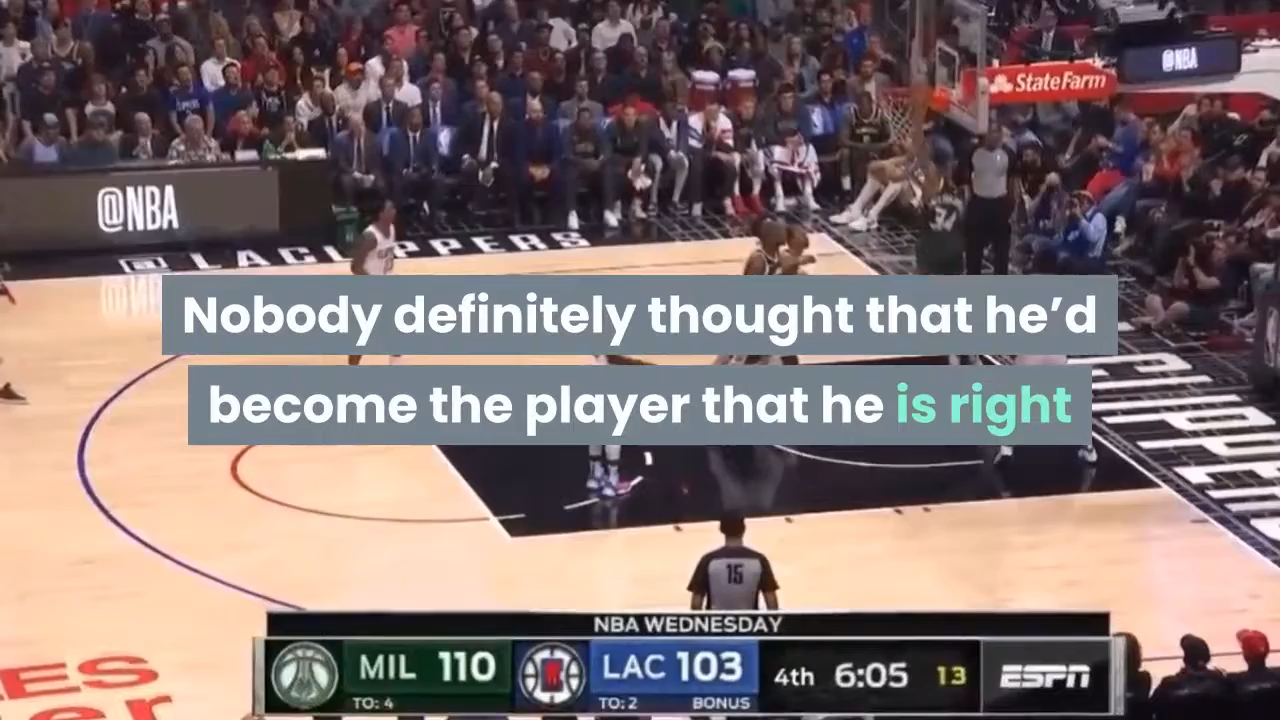 StateFarm
@NBA
@NBA
LA CLIPPERS
Nobody definitely thought that he’d
become the player that he is right
CLIPPERS
15
NBA WEDNESDAY
MIL 110 LAC 103 4th 6:05 13 ESPN
TO: 4 TO: 2 BONUS